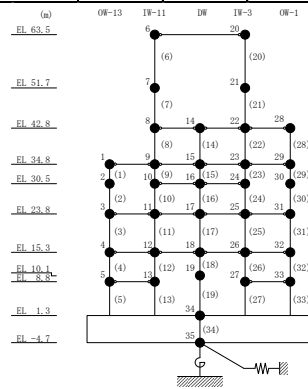 (m) OW-13 IW-11 DW IW-3 OW-1
EL 63.5 6 20
(6) (20)
EL 51.7 7 21
(7) (21)
EL 42.8 8 14 22 28
(8) (14) (22) (28)
EL 34.8 1 9 15 23 29
(1) (9) (15) (23) (29)
EL 30.5 2 10 16 24 30
(2) (10) (16) (24) (30)
EL 23.8 3 11 17 25 31
(3) (11) (17) (25) (31)
EL 15.3 4 12 18 26 32
(4) (12) (18) (26) (32)
EL 10.1 19
EL 8.8 5 13 27 33
(5) (13) (19) (27) (33)
EL 1.3 34
(34)
EL -4.7 35